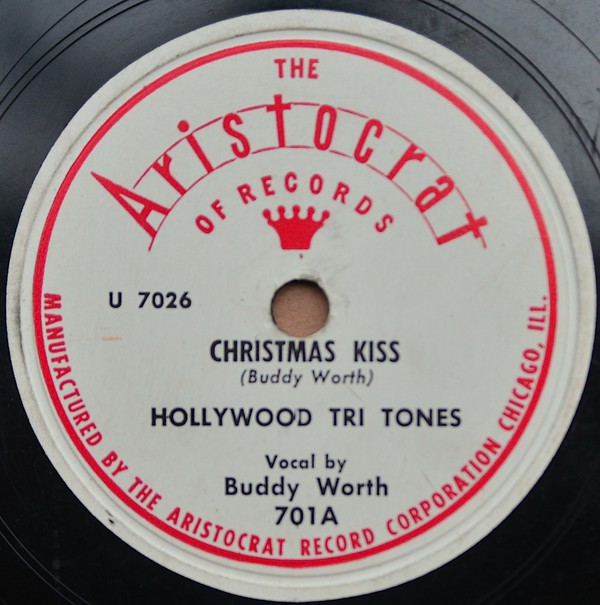 THE
Aristocrat
OF RECORDS
U 7026
CHRISTMAS KISS
(Buddy Worth)
HOLLYWOOD TRI TONES
Vocal by
Buddy Worth
701A
MANUFACTURED BY THE ARISTOCRAT RECORD CORPORATION CHICAGO, ILL.